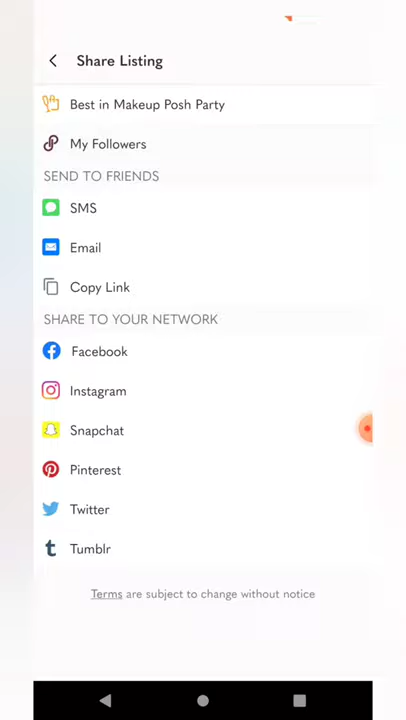 Share Listing
Best in Makeup Posh Party
My Followers
SEND TO FRIENDS
SMS
Email
Copy Link
SHARE TO YOUR NETWORK
Facebook
Instagram
Snapchat
Pinterest
Twitter
Tumblr
Terms are subject to change without notice